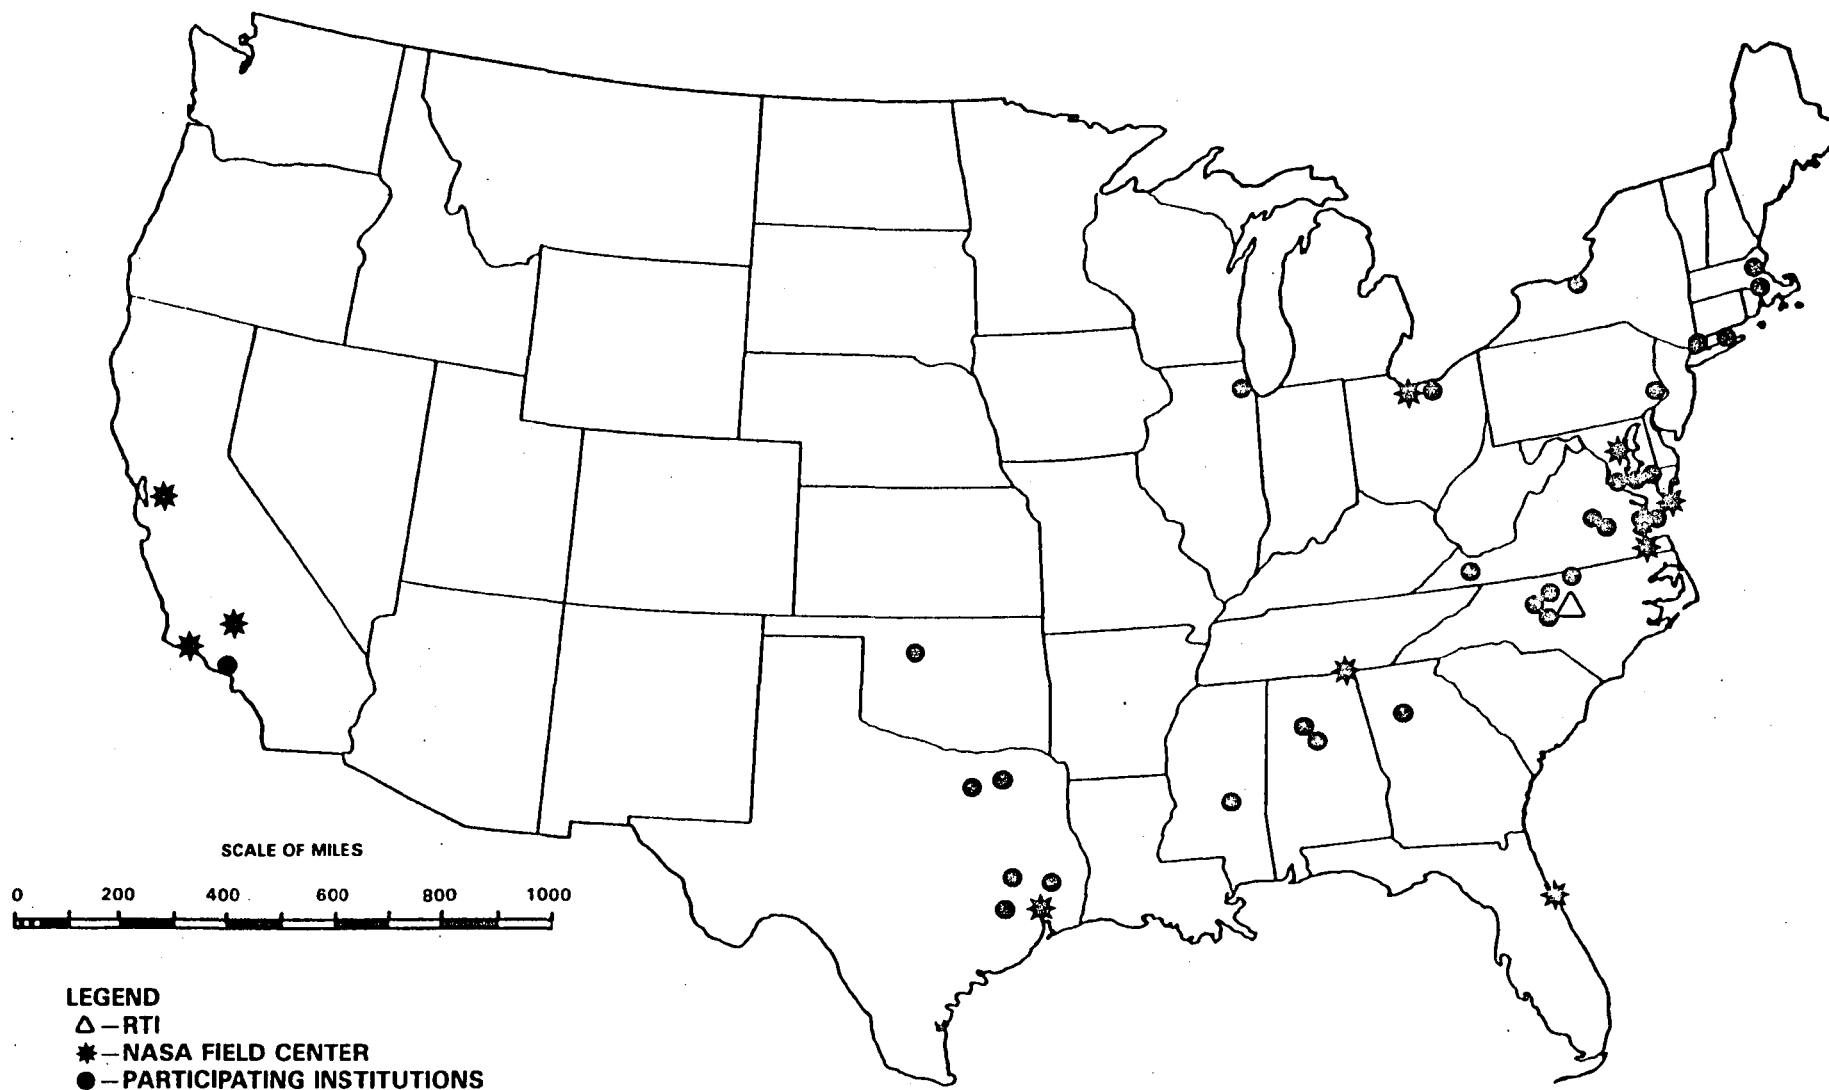 SCALE OF MILES
0 200 400 600 800 1000
LEGEND
△ – RTI
✷ – NASA FIELD CENTER
● – PARTICIPATING INSTITUTIONS